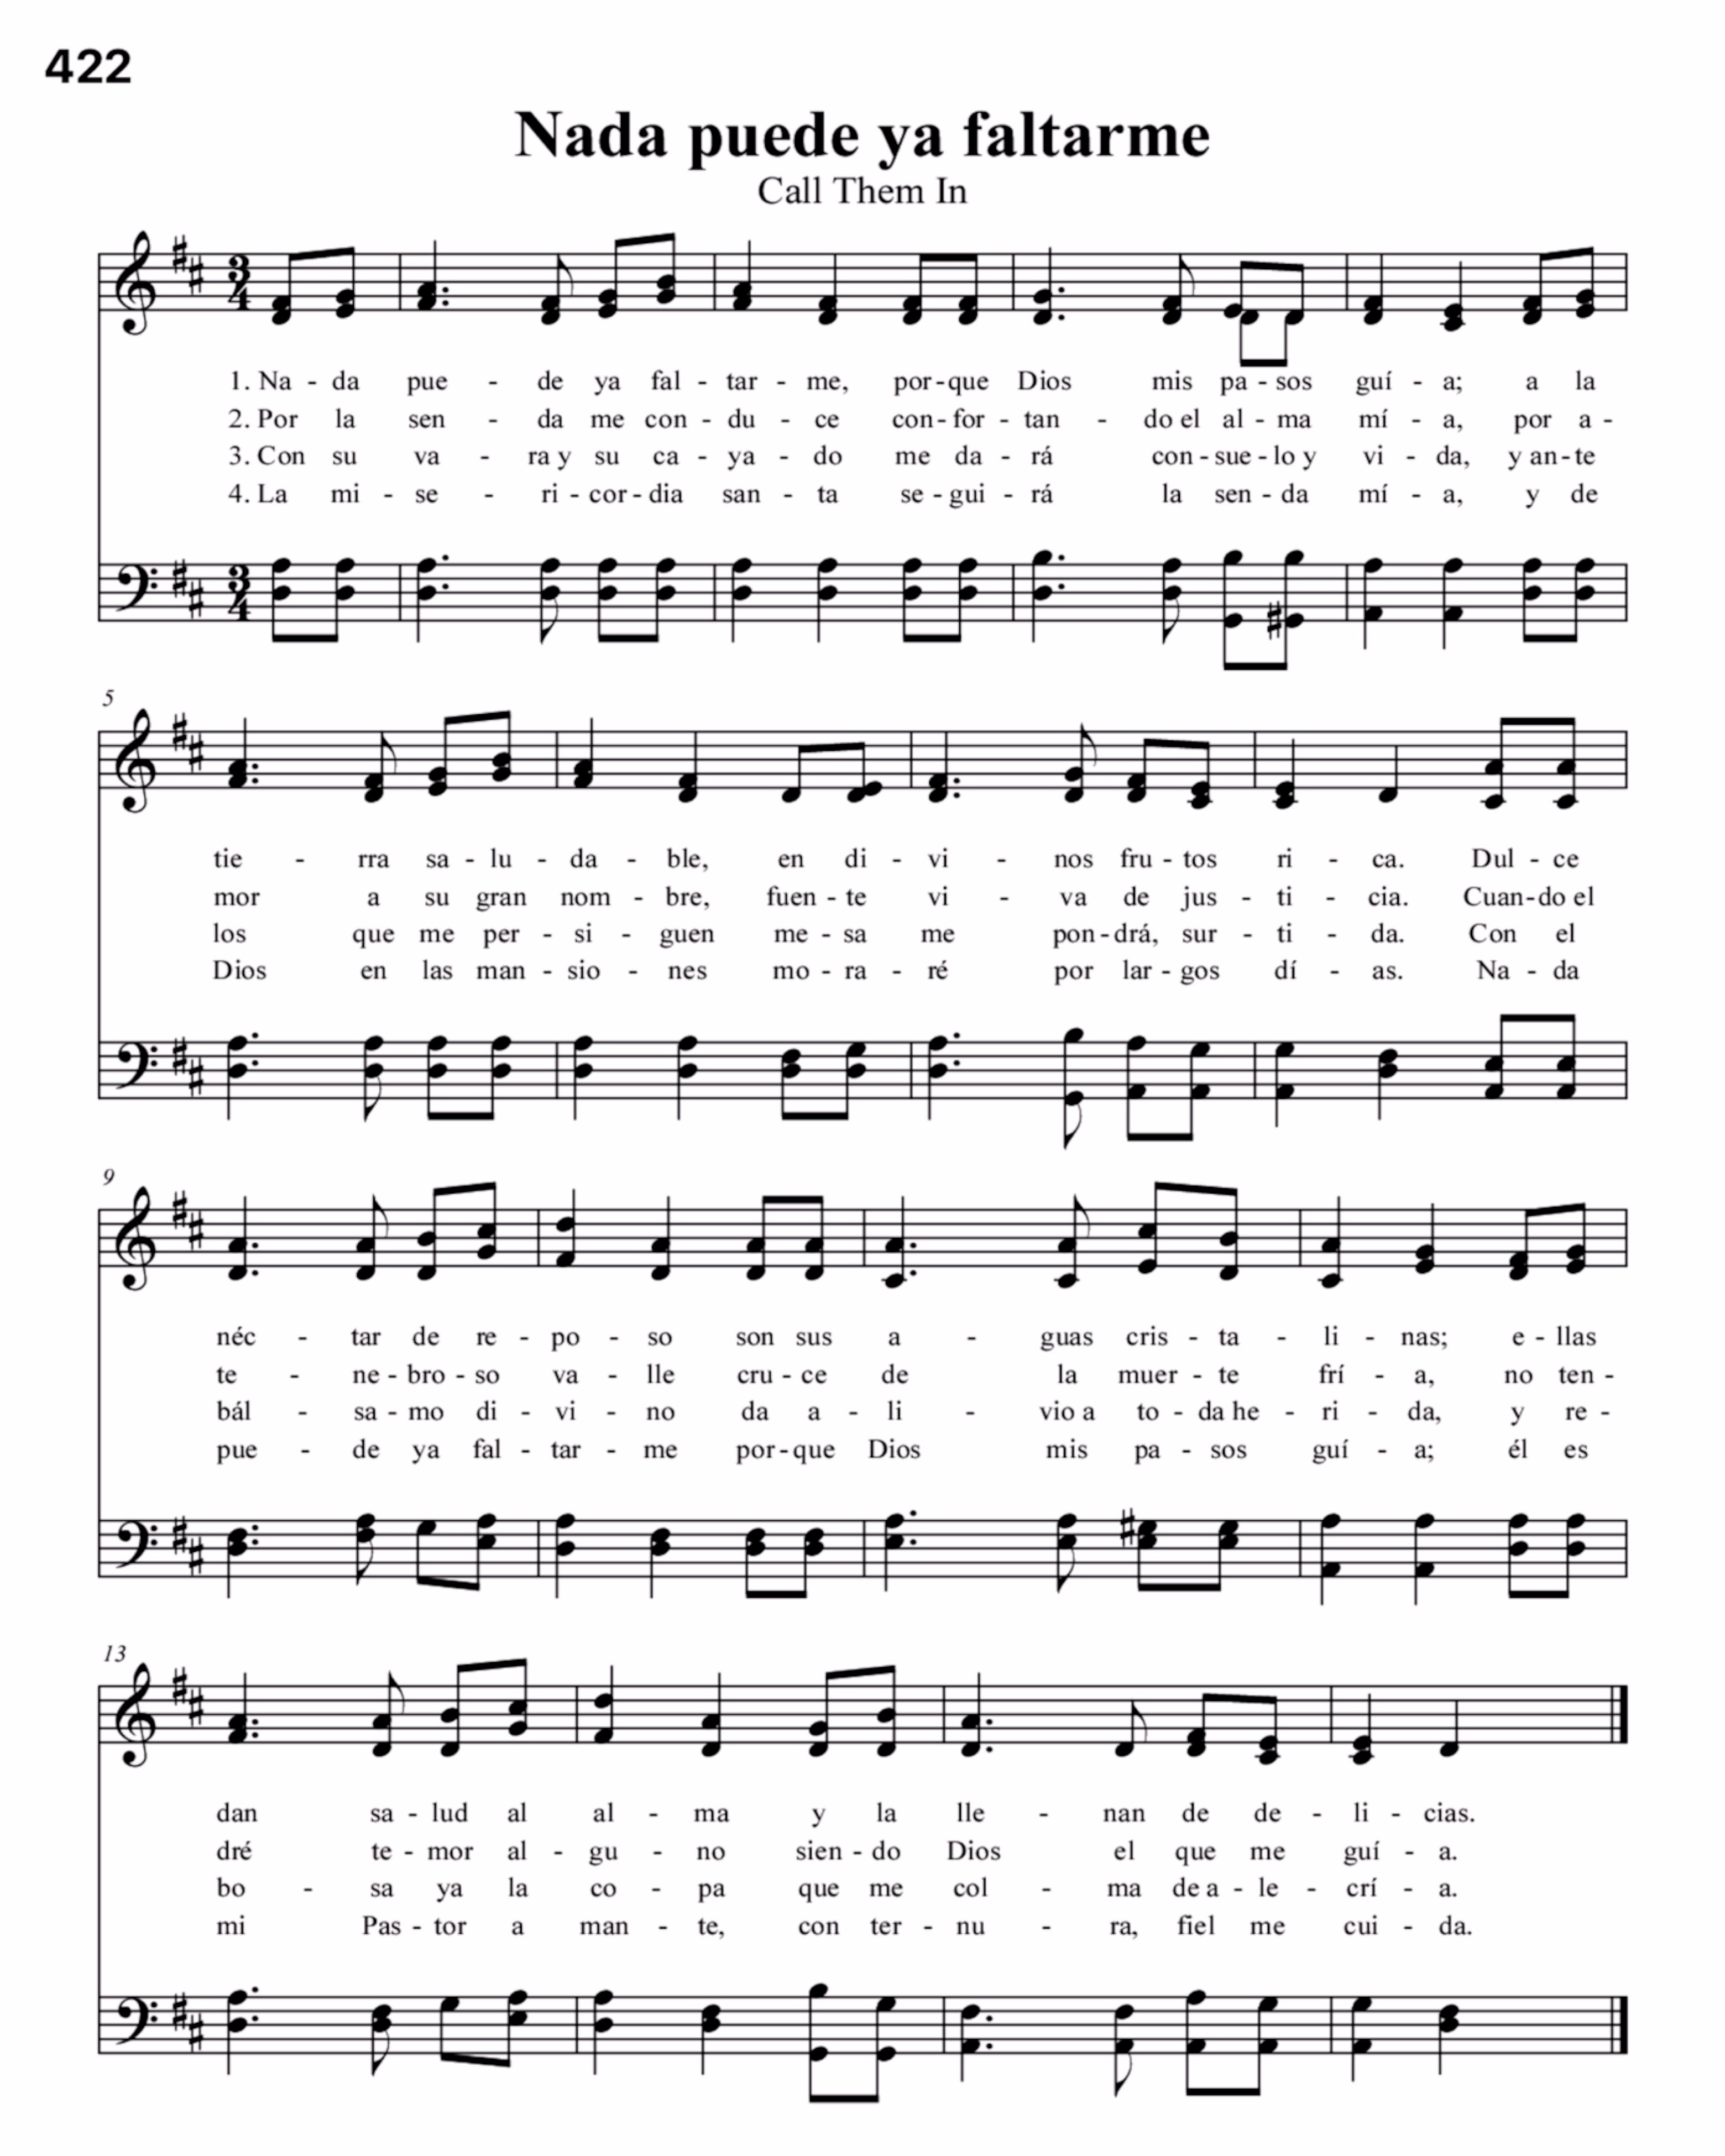 422
Nada puede ya faltarme
Call Them In
1. Na - da pue - de ya fal - tar - me, por - que Dios mis pa - sos guí - a; a la
2. Por la sen - da me con - du - ce con - for - tan - do el al - ma mí - a, por a -
3. Con su va - ra y su ca - ya - do me da - rá con - sue - lo y vi - da, y an - te
4. La mi - se - ri - cor - dia san - ta se - gui - rá la sen - da mí - a, y de
5
tie - rra sa - lu - da - ble, en di - vi - nos fru - tos ri - ca. Dul - ce
mor a su gran nom - bre, fuen - te vi - va de jus - ti - cia. Cuan - do el
los que me per - si - guen me - sa me pon - drá, sur - ti - da. Con el
Dios en las man - sio - nes mo - ra - ré por lar - gos dí - as. Na - da
9
néc - tar de re - po - so son sus a - guas cris - ta - li - nas; e - llas
te - ne - bro - so va - lle cru - ce de la muer - te frí - a, no ten -
bál - sa - mo di - vi - no da a - li - vio a to - da he - ri - da, y re -
pue - de ya fal - tar - me por - que Dios mis pa - sos guí - a; él es
13
dan sa - lud al al - ma y la lle - nan de de - li - cias.
dré te - mor al - gu - no sien - do Dios el que me guí - a.
bo - sa ya la co - pa que me col - ma de a - le - crí - a.
mi Pas - tor a man - te, con ter - nu - ra, fiel me cui - da.